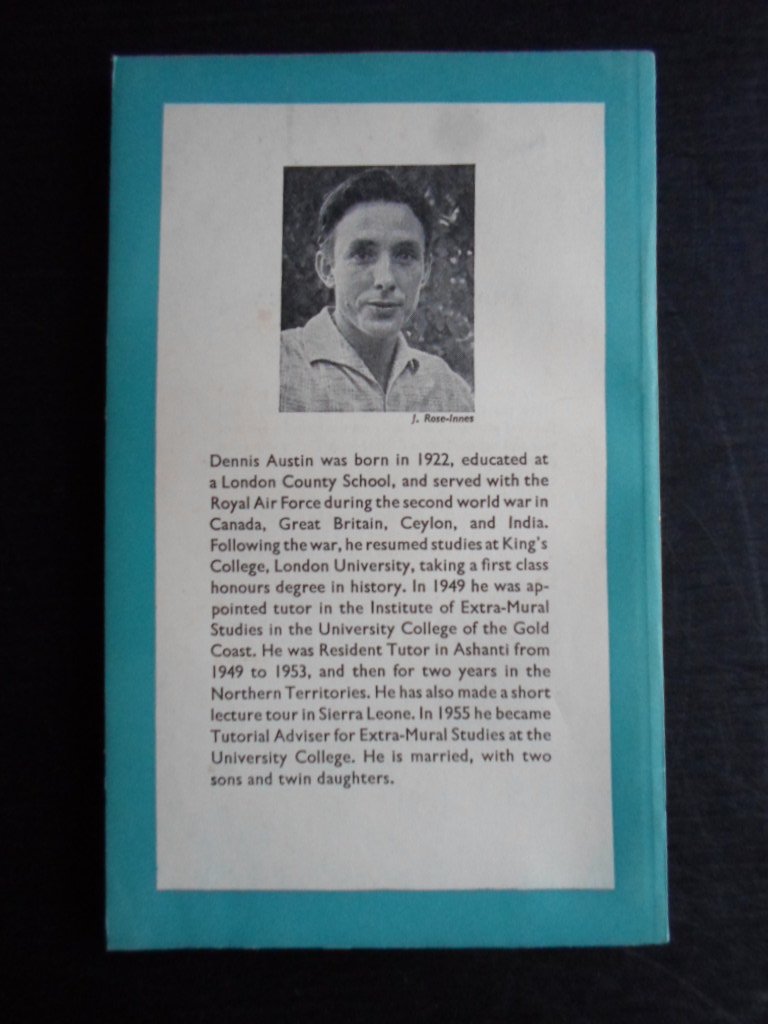 J. Rose-Innes
Dennis Austin was born in 1922, educated at
a London County School, and served with the
Royal Air Force during the second world war in
Canada, Great Britain, Ceylon, and India.
Following the war, he resumed studies at King's
College, London University, taking a first class
honours degree in history. In 1949 he was ap-
pointed tutor in the Institute of Extra-Mural
Studies in the University College of the Gold
Coast. He was Resident Tutor in Ashanti from
1949 to 1953, and then for two years in the
Northern Territories. He has also made a short
lecture tour in Sierra Leone. In 1955 he became
Tutorial Adviser for Extra-Mural Studies at the
University College. He is married, with two
sons and twin daughters.